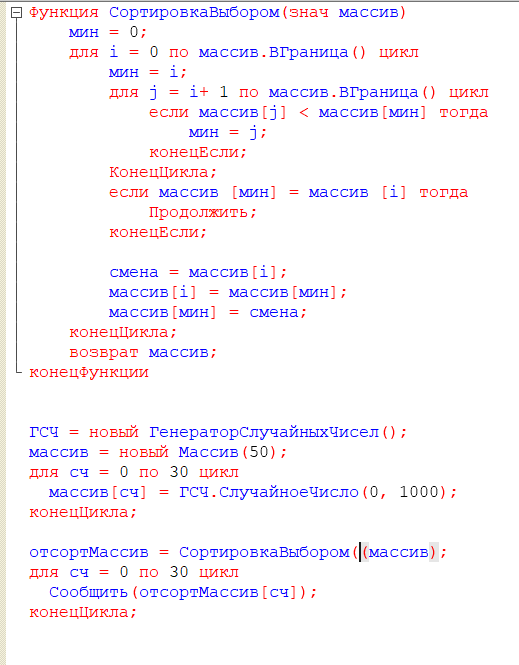 Функция СортировкаВыбором(знач массив)
мин = 0;
для i = 0 по массив.ВГраница() цикл
мин = i;
для j = i+ 1 по массив.ВГраница() цикл
если массив[j] < массив[мин] тогда
мин = j;
конецЕсли;
КонецЦикла;
если массив [мин] = массив [i] тогда
Продолжить;
конецЕсли;
смена = массив[i];
массив[i] = массив[мин];
массив[мин] = смена;
конецЦикла;
возврат массив;
конецфункции
ГСЧ = новый ГенераторСлучайныхЧисел();
массив = новый Массив(50);
для сч = 0 по 30 цикл
массив[сч] = ГСЧ.СлучайноеЧисло(0, 1000);
конецЦикла;
отсортМассив = СортировкаВыбором((массив);
для сч = 0 по 30 цикл
Сообщить(отсортМассив[сч]);
конецЦикла;